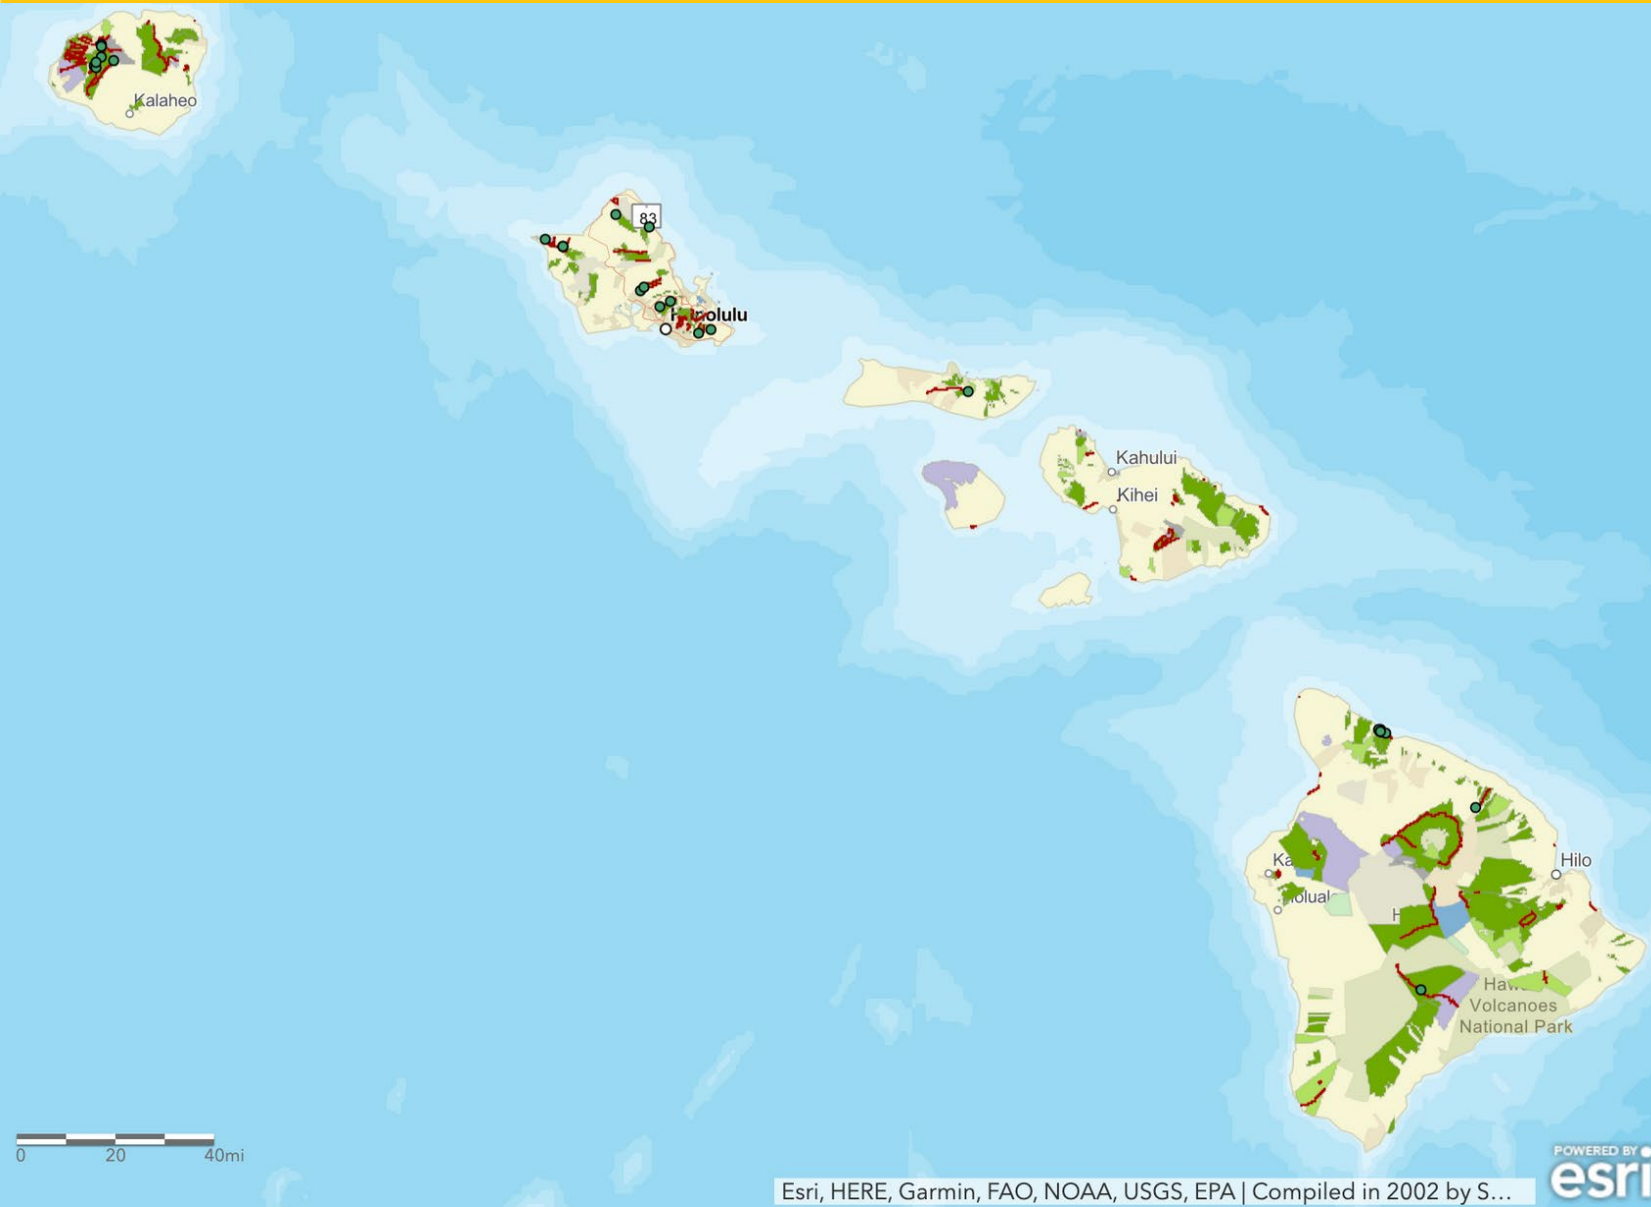 Kalaheo
83
Honolulu
Kahului
Kihei
Hilo
Volcanoes
National Park
0 20 40mi
POWERED BY
esri
Esri, HERE, Garmin, FAO, NOAA, USGS, EPA | Compiled in 2002 by S...